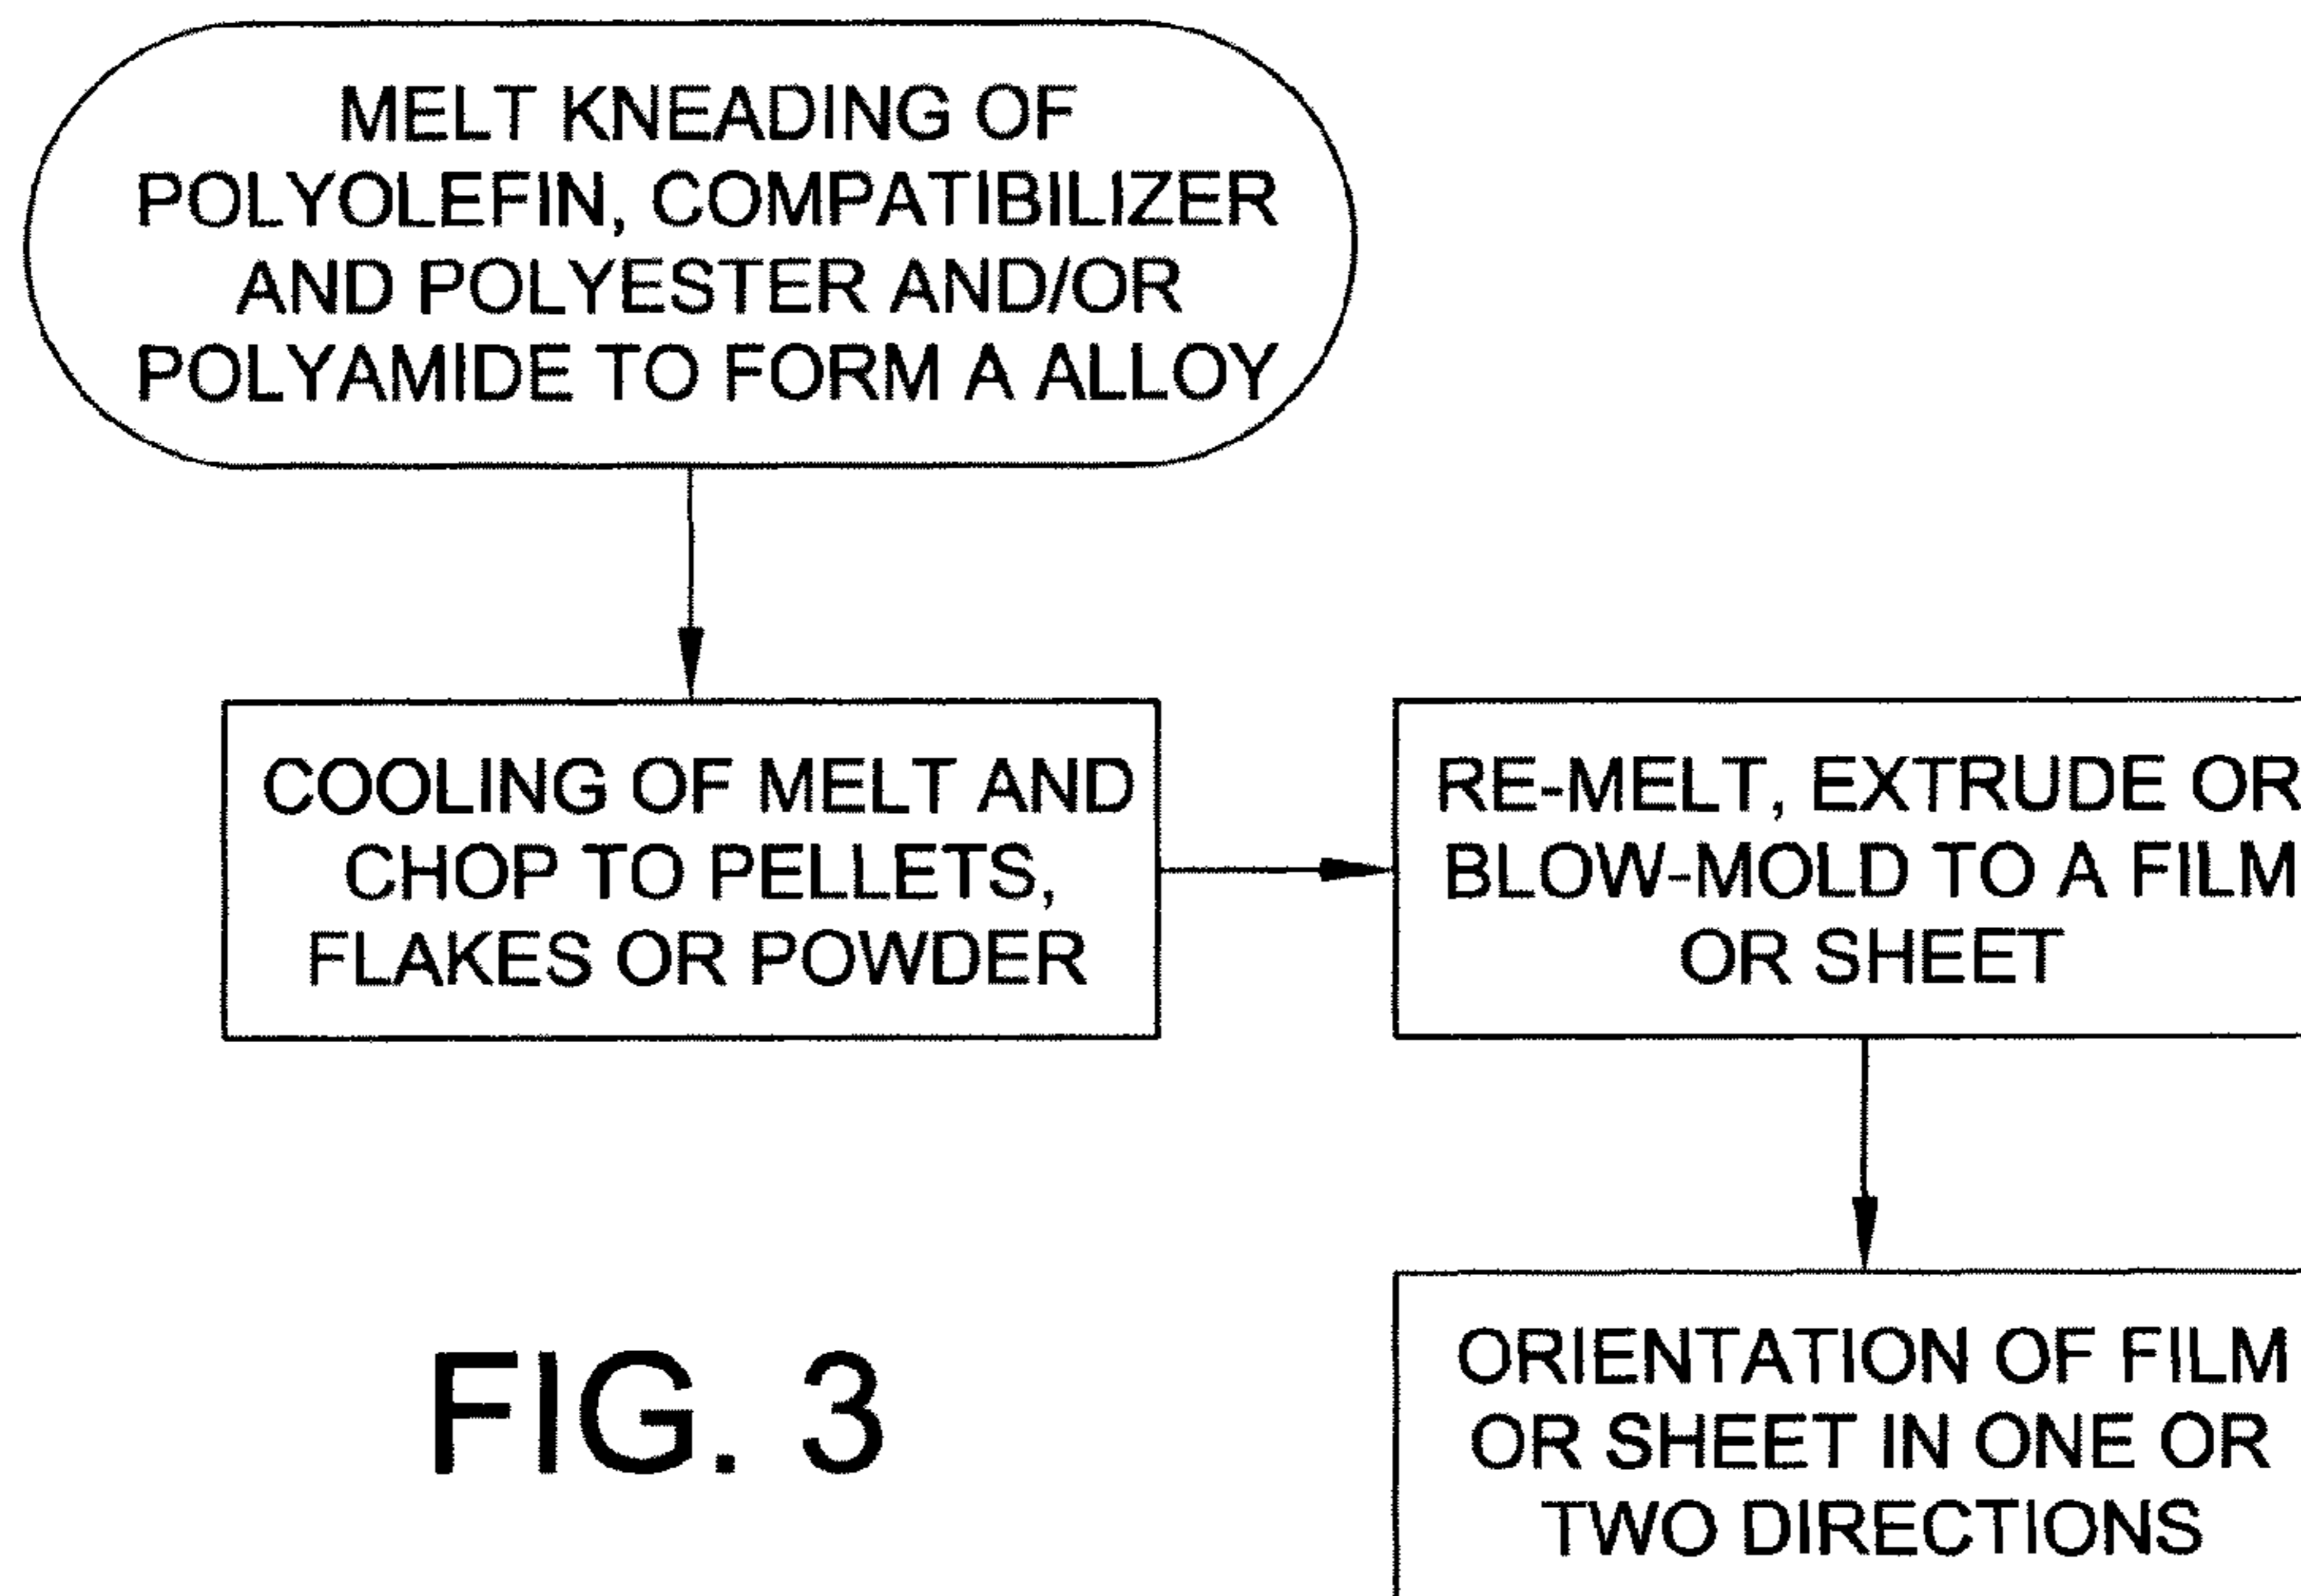 MELT KNEADING OF
POLYOLEFIN, COMPATIBILIZER
AND POLYESTER AND/OR
POLYAMIDE TO FORM A ALLOY
COOLING OF MELT AND
CHOP TO PELLETS,
FLAKES OR POWDER
RE-MELT, EXTRUDE OR
BLOW-MOLD TO A FILM
OR SHEET
ORIENTATION OF FILM
OR SHEET IN ONE OR
TWO DIRECTIONS
FIG. 3